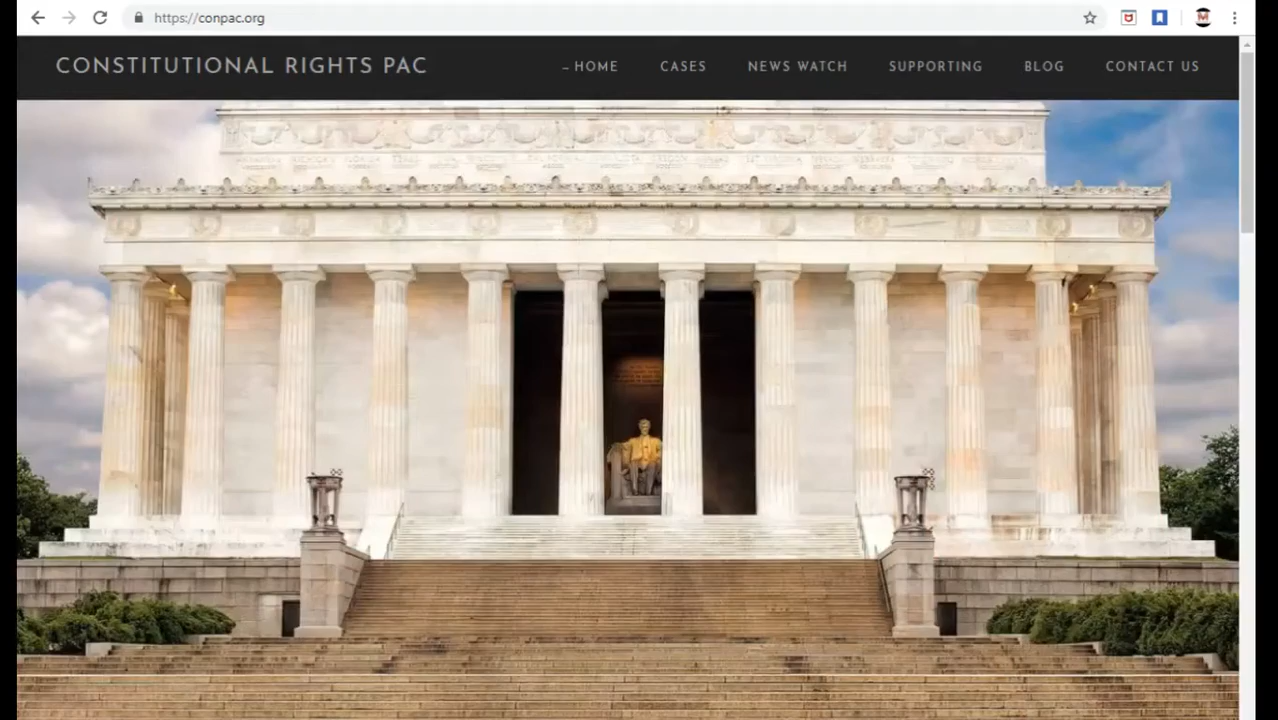 https://conpac.org
CONSTITUTIONAL RIGHTS PAC
– HOME
CASES
NEWS WATCH
SUPPORTING
BLOG
CONTACT US